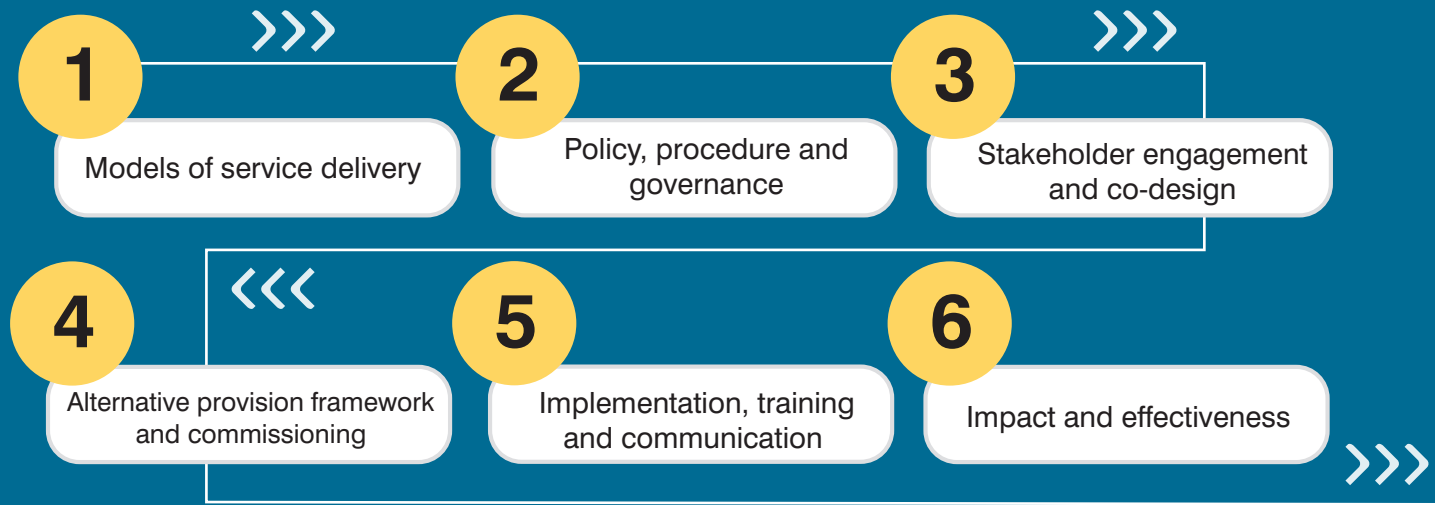 1
Models of service delivery
2
Policy, procedure and
governance
3
Stakeholder engagement
and co-design
4
Alternative provision framework
and commissioning
5
Implementation, training
and communication
6
Impact and effectiveness